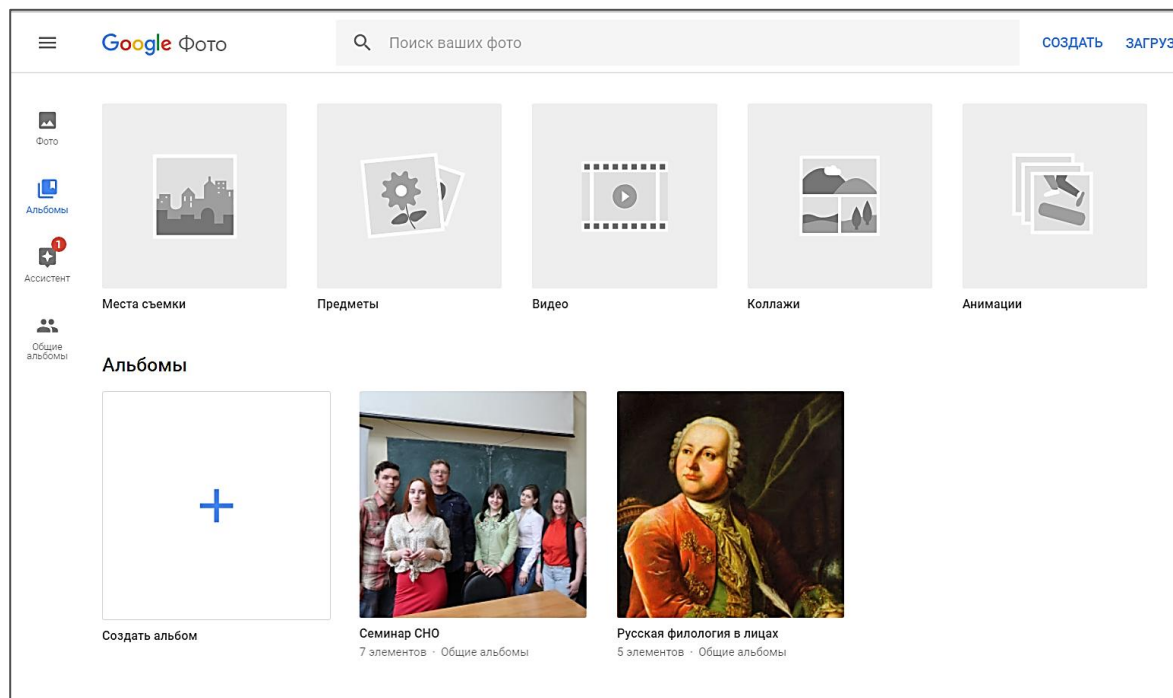 Google Фото
Поиск ваших фото
СОЗДАТЬ
ЗАГРУЗ
Фото
Альбомы
1
Ассистент
Общие
альбомы
Места съемки
Предметы
Видео
Коллажи
Анимации
Альбомы
Создать альбом
Семинар СНО
7 элементов · Общие альбомы
Русская филология в лицах
5 элементов · Общие альбомы